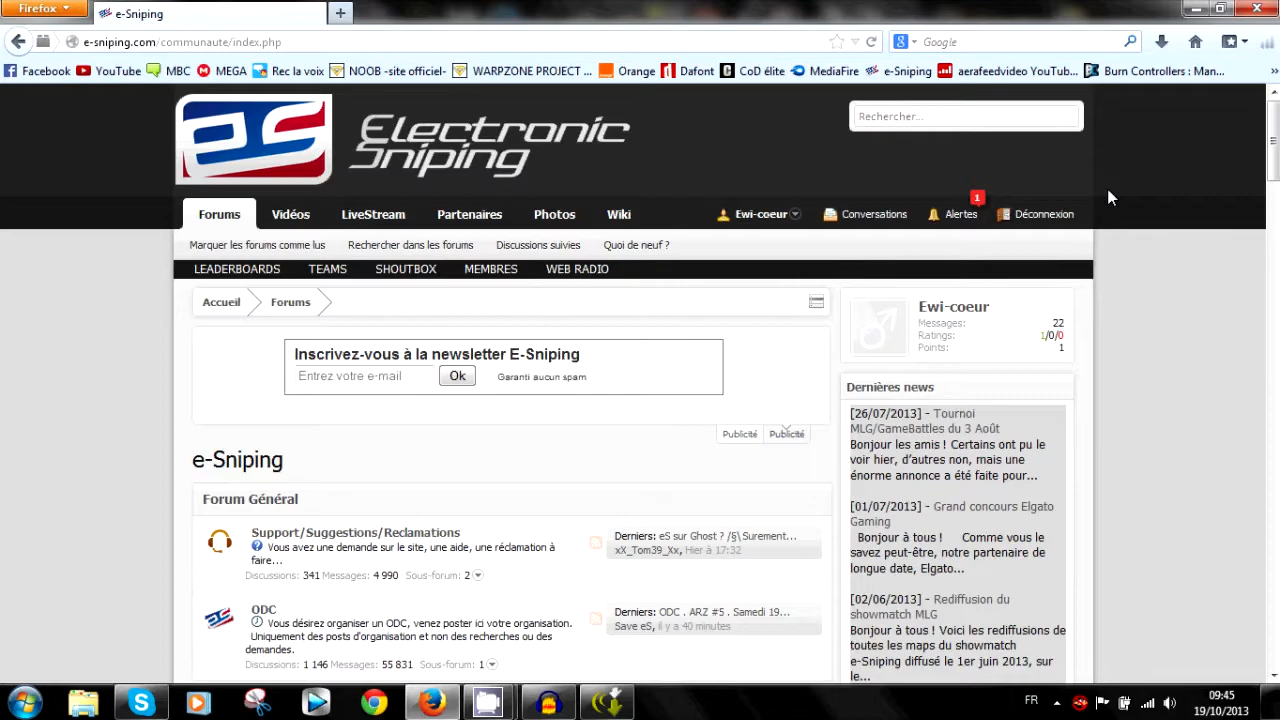 Firefox
e-Sniping
e-sniping.com/communaute/index.php
Google
Facebook YouTube MBC MEGA Rec la voix NOOB -site officiel- WARPZONE PROJECT ... Orange Dafont CoD élite MediaFire e-Sniping aerafeedvideo YouTub... Burn Controllers : Man... »
eS Electronic Sniping
Rechercher...
1
Forums Vidéos LiveStream Partenaires Photos Wiki Ewi-coeur Conversations Alertes Déconnexion
Marquer les forums comme lus Rechercher dans les forums Discussions suivies Quoi de neuf ?
LEADERBOARDS TEAMS SHOUTBOX MEMBRES WEB RADIO
Accueil Forums
Ewi-coeur
Messages: 22
Ratings: 1/0/0
Points: 1
Inscrivez-vous à la newsletter E-Sniping
Entrez votre e-mail Ok Garanti aucun spam
Publicité Publicité
Dernières news
[26/07/2013] - Tournoi
MLG/GameBattles du 3 Août
Bonjour les amis ! Certains ont pu le
voir hier, d'autres non, mais une
énorme annonce a été faite pour...
[01/07/2013] - Grand concours Elgato
Gaming
Bonjour à tous ! Comme vous le
savez peut-être, notre partenaire de
longue date, Elgato...
[02/06/2013] - Rediffusion du
showmatch MLG
Bonjour à tous ! Voici les rediffusions de
toutes les maps du showmatch
e-Sniping diffusé le 1er juin 2013, sur
le...
e-Sniping
Forum Général
Support/Suggestions/Reclamations
Vous avez une demande sur le site, une aide, une réclamation à
faire...
Discussions: 341 Messages: 4 990 Sous-forum: 2
Derniers: eS sur Ghost ? /§\ Surement...
xX_Tom39_Xx, Hier à 17:32
ODC
Vous désirez organiser un ODC, venez poster ici votre organisation.
Uniquement des posts d'organisation et non des recherches ou des
demandes.
Discussions: 1 146 Messages: 55 831 Sous-forum: 1
Derniers: ODC . ARZ #5 . Samedi 19...
Save eS, il y a 40 minutes
FR
09:45
19/10/2013